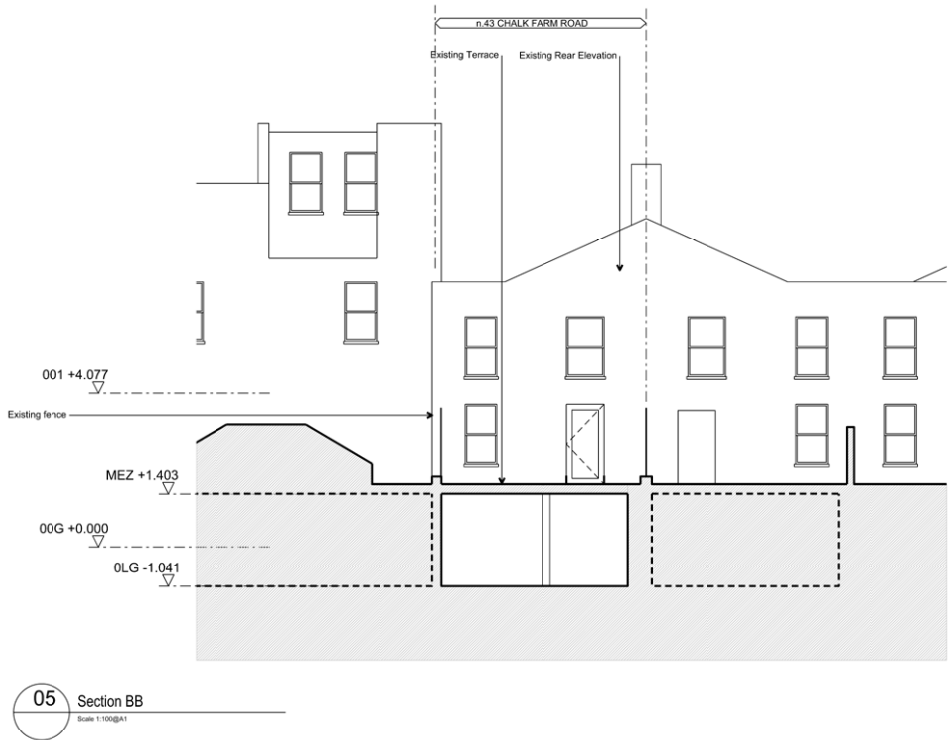 n.43 CHALK FARM ROAD
Existing Terrace
Existing Rear Elevation
001 +4.077
Existing fence
MEZ +1.403
00G +0.000
0LG -1.041
05
Section BB
Scale 1:100@A1